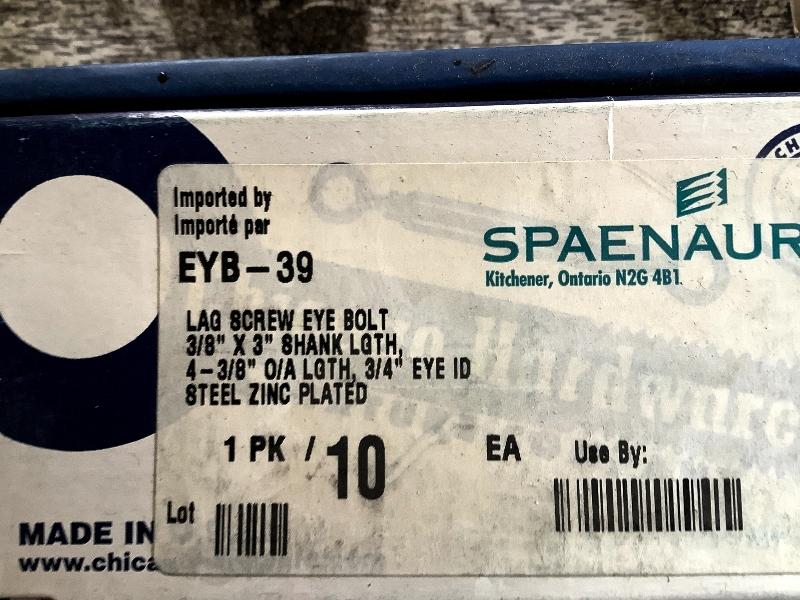 CH
Imported by
Importé par
EYB-39
SPAENAUR
Kitchener, Ontario N2G 4B1
LAG SCREW EYE BOLT
3/8" X 3" SHANK LGTH,
4-3/8" O/A LGTH, 3/4" EYE ID
STEEL ZINC PLATED
Hardware
1 PK / 10 EA Use By:
Lot
MADE IN
www.chica